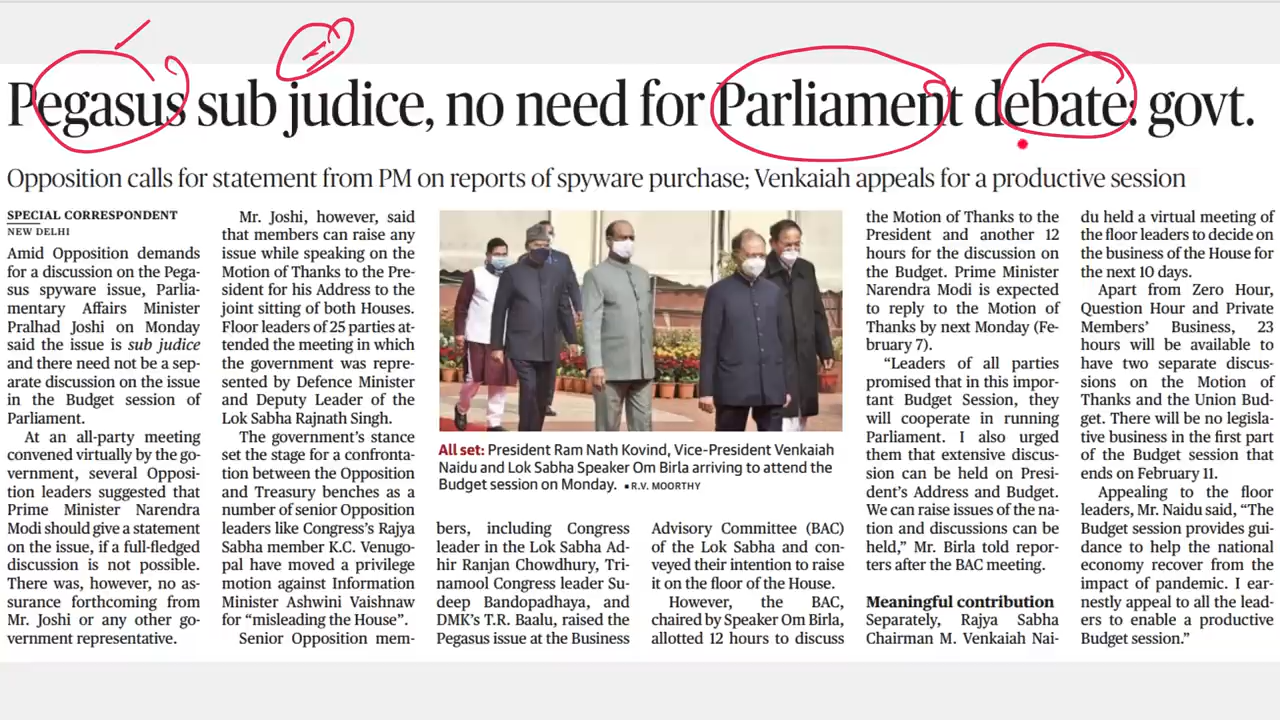 Pegasus sub judice, no need for Parliament debate: govt.
Opposition calls for statement from PM on reports of spyware purchase; Venkaiah appeals for a productive session
SPECIAL CORRESPONDENT
NEW DELHI
Amid Opposition demands
for a discussion on the Pega-
sus spyware issue, Parlia-
mentary Affairs Minister
Pralhad Joshi on Monday
said the issue is sub judice
and there need not be a sep-
arate discussion on the issue
in the Budget session of
Parliament.
At an all-party meeting
convened virtually by the go-
vernment, several Opposi-
tion leaders suggested that
Prime Minister Narendra
Modi should give a statement
on the issue, if a full-fledged
discussion is not possible.
There was, however, no as-
surance forthcoming from
Mr. Joshi or any other go-
vernment representative.
Mr. Joshi, however, said
that members can raise any
issue while speaking on the
Motion of Thanks to the Pre-
sident for his Address to the
joint sitting of both Houses.
Floor leaders of 25 parties at-
tended the meeting in which
the government was repre-
sented by Defence Minister
and Deputy Leader of the
Lok Sabha Rajnath Singh.
The government's stance
set the stage for a confronta-
tion between the Opposition
and Treasury benches as a
number of senior Opposition
leaders like Congress's Rajya
Sabha member K.C. Venugo-
pal have moved a privilege
motion against Information
Minister Ashwini Vaishnaw
for “misleading the House”.
Senior Opposition mem-
All set: President Ram Nath Kovind, Vice-President Venkaiah
Naidu and Lok Sabha Speaker Om Birla arriving to attend the
Budget session on Monday. ▪R.V. MOORTHY
bers, including Congress
leader in the Lok Sabha Ad-
hir Ranjan Chowdhury, Tri-
namool Congress leader Su-
deep Bandopadhaya, and
DMK's T.R. Baalu, raised the
Pegasus issue at the Business
Advisory Committee (BAC)
of the Lok Sabha and con-
veyed their intention to raise
it on the floor of the House.
However, the BAC,
chaired by Speaker Om Birla,
allotted 12 hours to discuss
the Motion of Thanks to the
President and another 12
hours for the discussion on
the Budget. Prime Minister
Narendra Modi is expected
to reply to the Motion of
Thanks by next Monday (Fe-
bruary 7).
“Leaders of all parties
promised that in this impor-
tant Budget Session, they
will cooperate in running
Parliament. I also urged
them that extensive discus-
sion can be held on Presi-
dent's Address and Budget.
We can raise issues of the na-
tion and discussions can be
held,” Mr. Birla told repor-
ters after the BAC meeting.
Meaningful contribution
Separately, Rajya Sabha
Chairman M. Venkaiah Nai-
du held a virtual meeting of
the floor leaders to decide on
the business of the House for
the next 10 days.
Apart from Zero Hour,
Question Hour and Private
Members' Business, 23
hours will be available to
have two separate discus-
sions on the Motion of
Thanks and the Union Bud-
get. There will be no legisla-
tive business in the first part
of the Budget session that
ends on February 11.
Appealing to the floor
leaders, Mr. Naidu said, “The
Budget session provides gui-
dance to help the national
economy recover from the
impact of pandemic. I ear-
nestly appeal to all the lead-
ers to enable a productive
Budget session.”